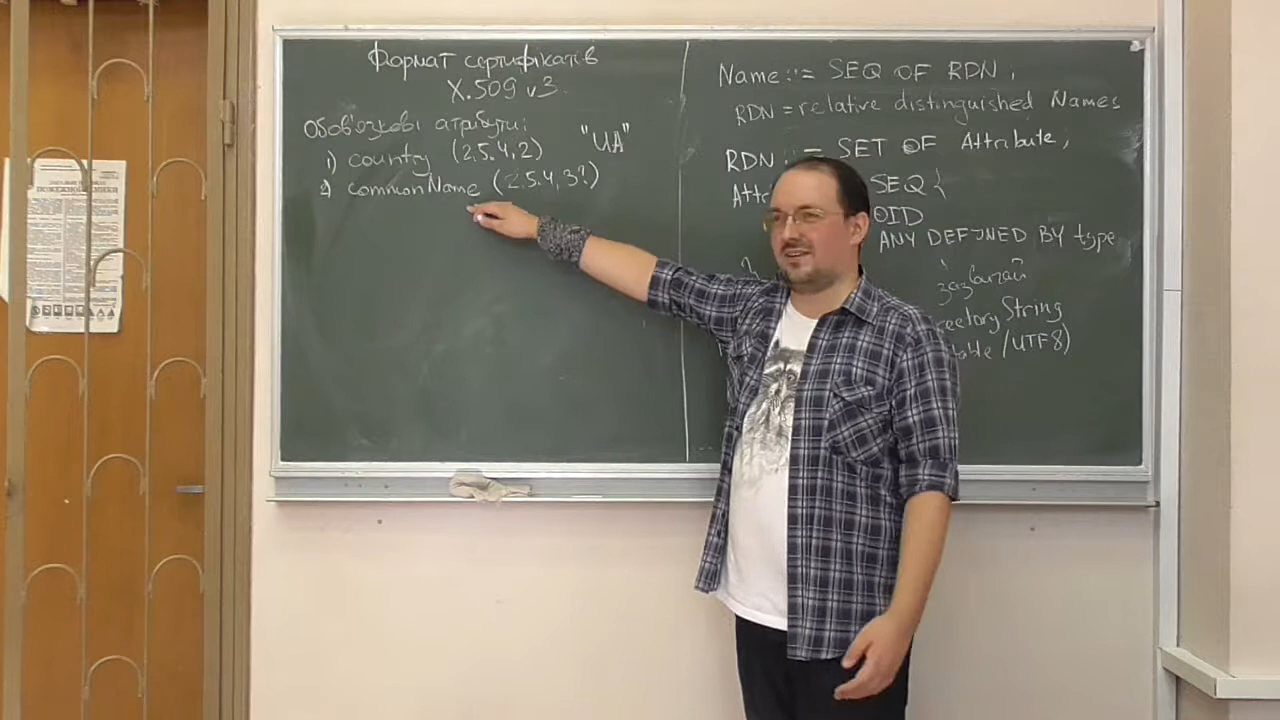 Формат сертифікатів
X.509 v3
Обов'язкові атрибути:
1) country (2.5.4.2) "UA"
2) commonName (2.5.4.3?)
Name ::= SEQ OF RDN,
RDN = relative distinguished Names
RDN ::= SET OF Attribute,
Attr SEQ {
OID
ANY DEFINED BY type
зазвичай
String
/UTF8)